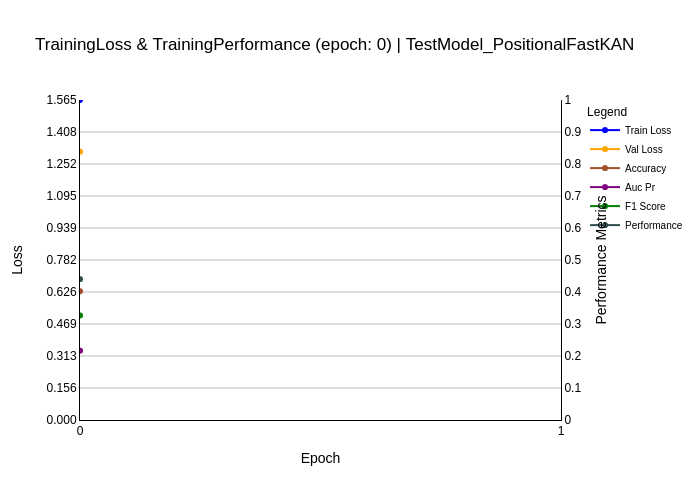 TrainingLoss & TrainingPerformance (epoch: 0) | TestModel_PositionalFastKAN
1.565
1.408
1.252
1.095
0.939
0.782
0.626
0.469
0.313
0.156
0.000
Loss
0
1
Epoch
1
0.9
0.8
0.7
0.6
0.5
0.4
0.3
0.2
0.1
0
Performance Metrics
Legend
Train Loss
Val Loss
Accuracy
Auc Pr
F1 Score
Performance